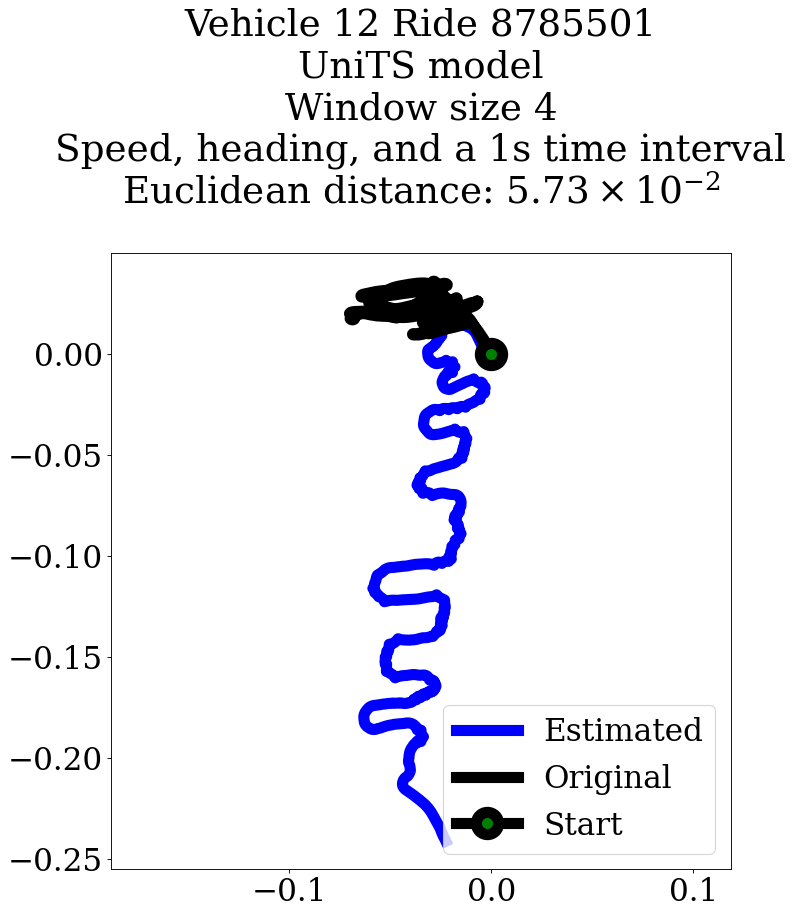 Vehicle 12 Ride 8785501
UniTS model
Window size 4
Speed, heading, and a 1s time interval
Euclidean distance: 5.73 × 10⁻²
0.00
−0.05
−0.10
−0.15
−0.20
−0.25
−0.1
0.0
0.1
Estimated
Original
Start